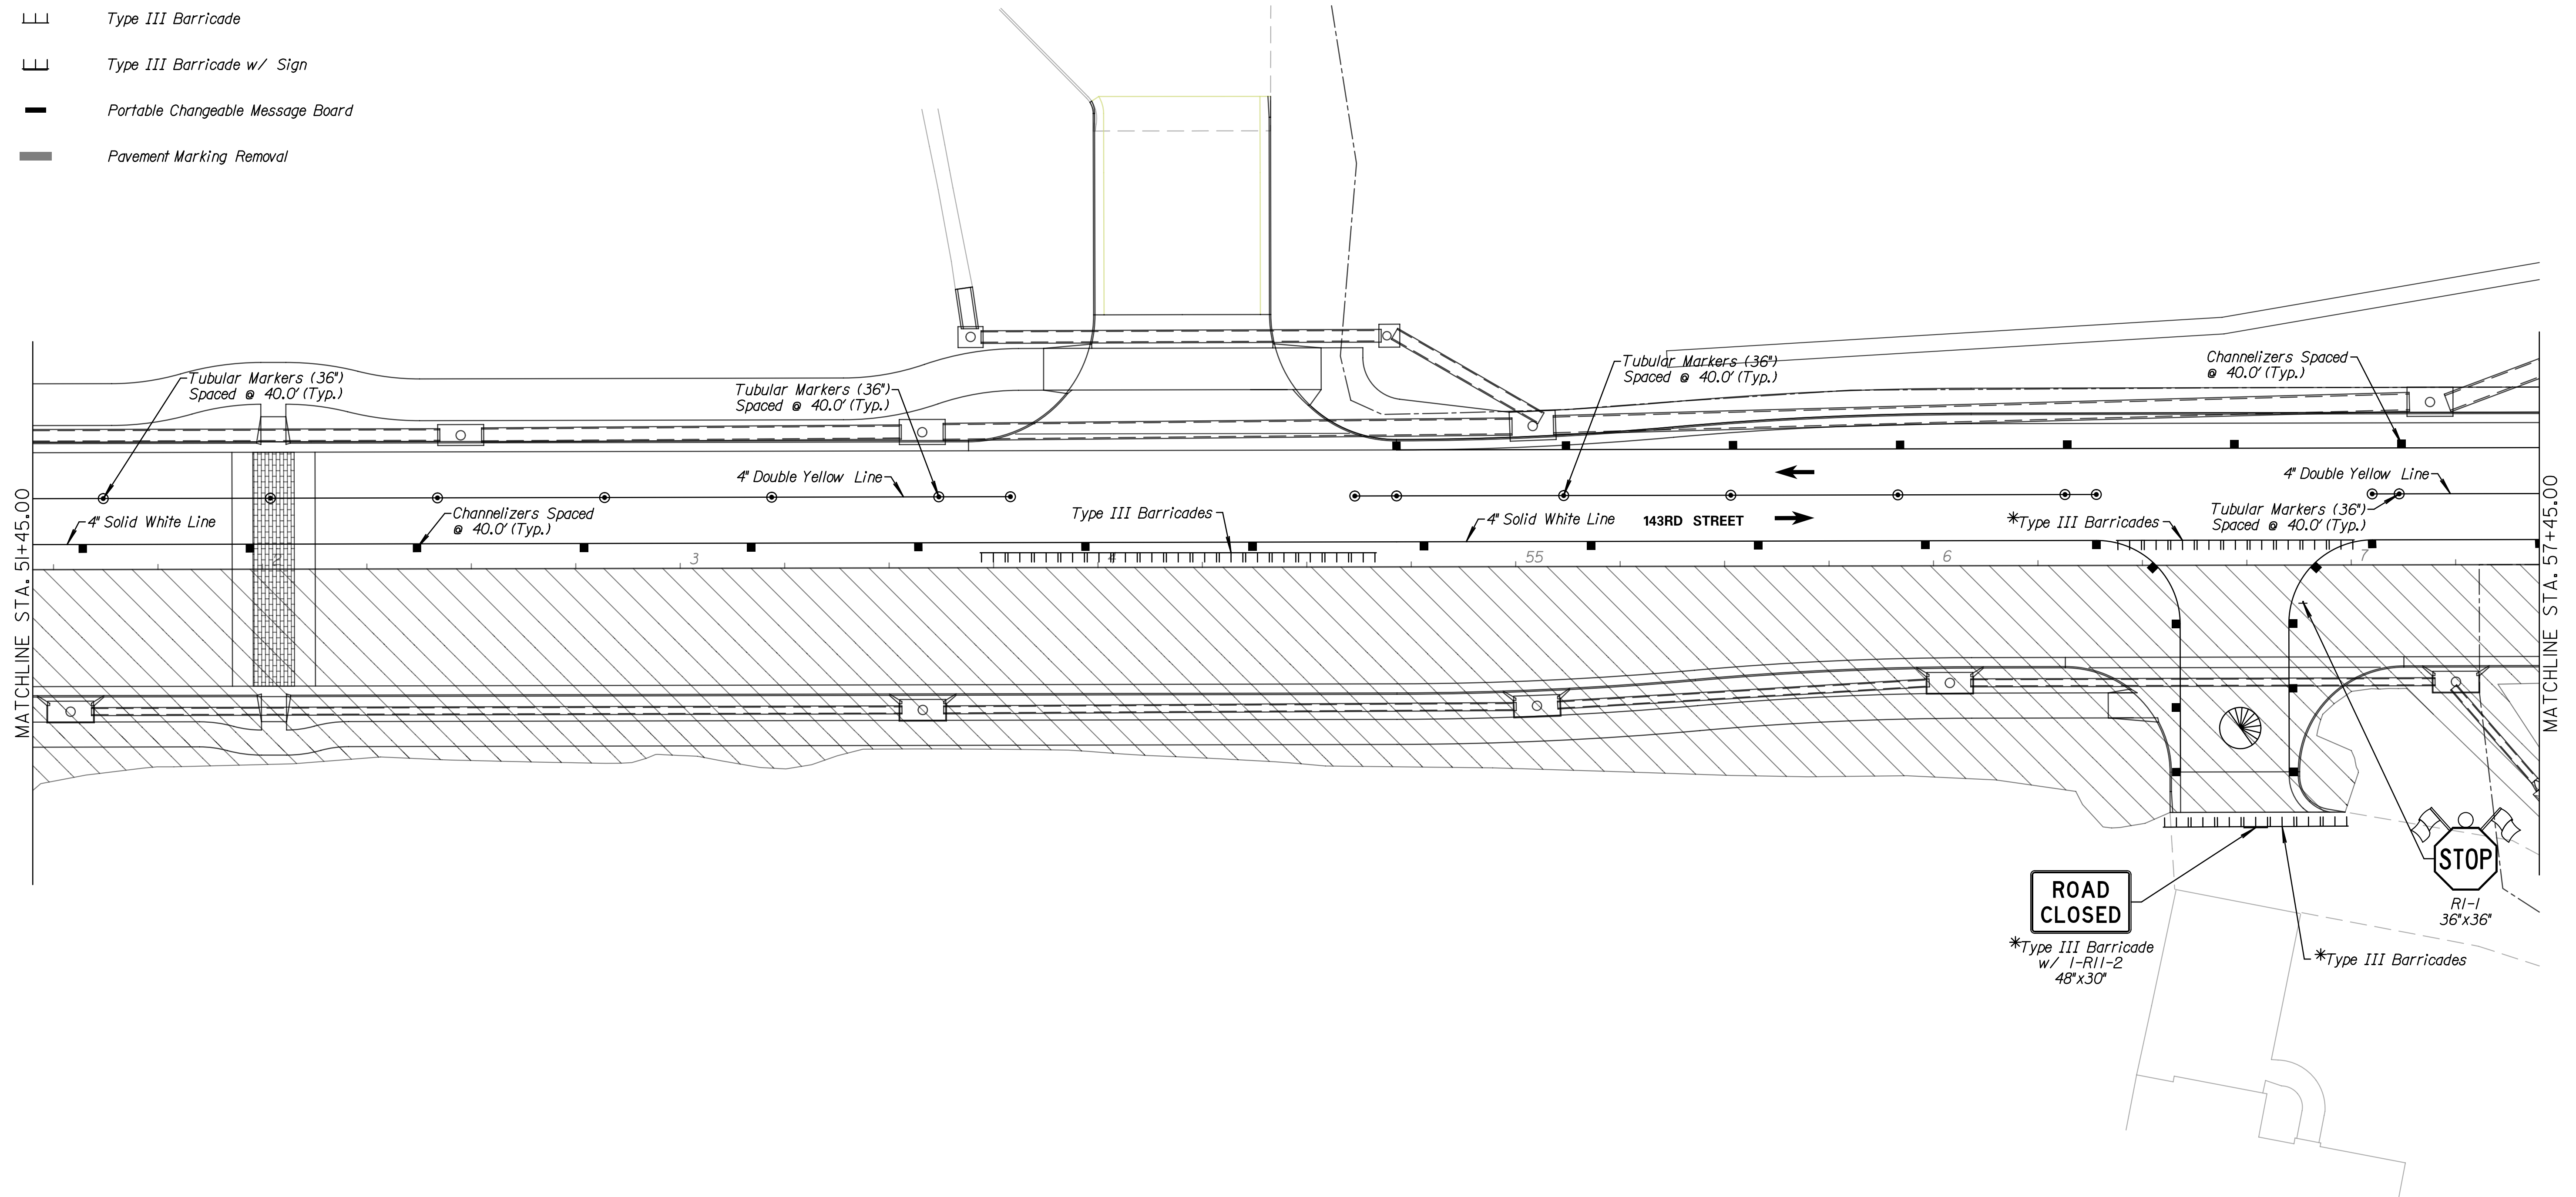 Type III Barricade
Type III Barricade w/ Sign
Portable Changeable Message Board
Pavement Marking Removal
MATCHLINE STA. 51+45.00
Tubular Markers (36")
Spaced @ 40.0' (Typ.)
Tubular Markers (36")
Spaced @ 40.0' (Typ.)
Tubular Markers (36")
Spaced @ 40.0' (Typ.)
Channelizers Spaced
@ 40.0' (Typ.)
4" Double Yellow Line
4" Double Yellow Line
4" Solid White Line
Channelizers Spaced
@ 40.0' (Typ.)
Type III Barricades
4" Solid White Line
143RD STREET
*Type III Barricades
Tubular Markers (36")
Spaced @ 40.0' (Typ.)
2
3
4
55
6
7
MATCHLINE STA. 57+45.00
ROAD
CLOSED
*Type III Barricade
w/ I-R11-2
48"x30"
STOP
R1-1
36"x36"
*Type III Barricades